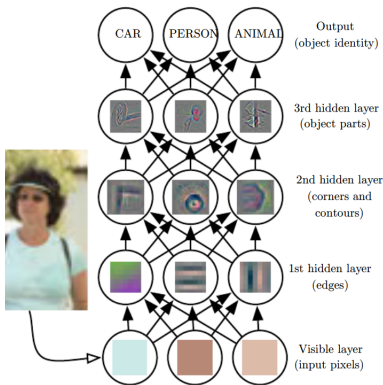 CAR PERSON ANIMAL
Output
(object identity)
3rd hidden layer
(object parts)
2nd hidden layer
(corners and
contours)
1st hidden layer
(edges)
Visible layer
(input pixels)